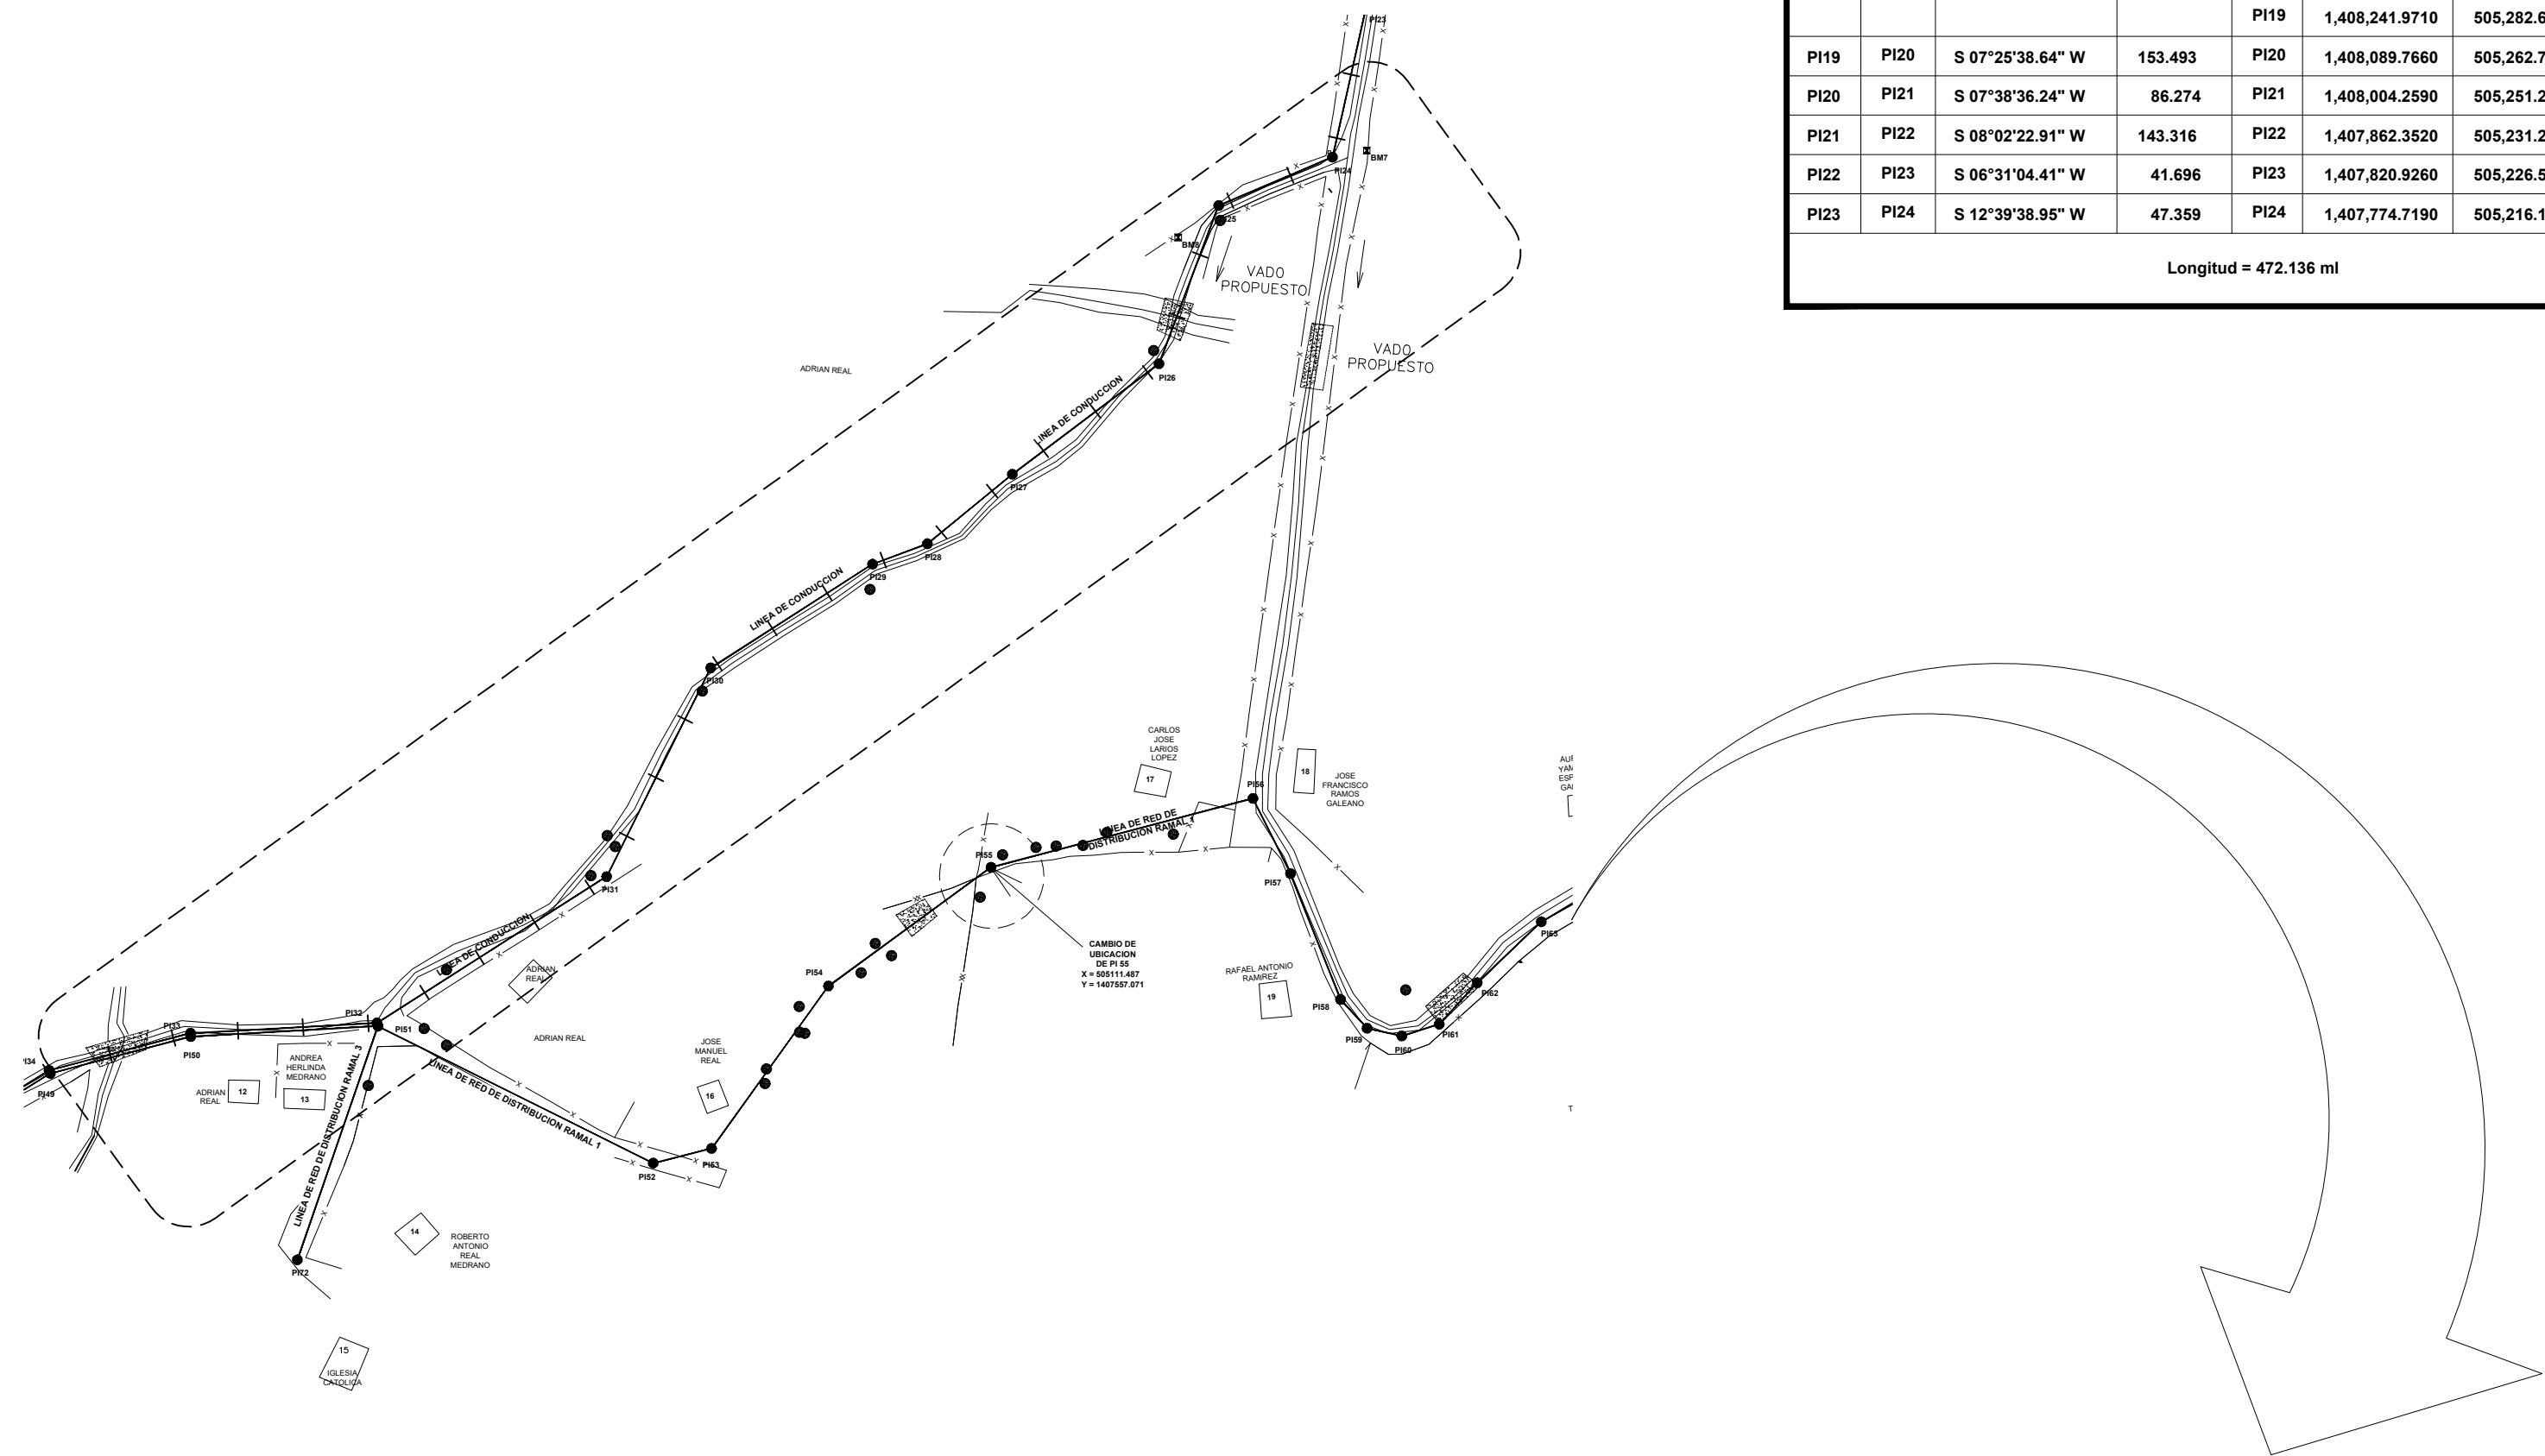 PI19 1,408,241.9710 505,282.6
PI19 PI20 S 07°25'38.64" W 153.493 PI20 1,408,089.7660 505,262.7
PI20 PI21 S 07°38'36.24" W 86.274 PI21 1,408,004.2590 505,251.2
PI21 PI22 S 08°02'22.91" W 143.316 PI22 1,407,862.3520 505,231.2
PI22 PI23 S 06°31'04.41" W 41.696 PI23 1,407,820.9260 505,226.5
PI23 PI24 S 12°39'38.95" W 47.359 PI24 1,407,774.7190 505,216.1
Longitud = 472.136 ml
PI23
BM7
PI24
BM8
VADO
PROPUESTO
VADO
PROPUESTO
ADRIAN REAL
PI26
LINEA DE CONDUCCION
PI27
PI28
PI29
LINEA DE CONDUCCION
PI30
CARLOS
JOSE
LARIOS
LOPEZ
17
18
JOSE
FRANCISCO
RAMOS
GALEANO
PI56
LINEA DE RED DE
DISTRIBUCION RAMAL 1
PI55
PI57
PI31
LINEA DE CONDUCCION
CAMBIO DE
UBICACION
DE PI 55
X = 505111.487
Y = 1407557.071
PI63
RAFAEL ANTONIO
RAMIREZ
19
PI54
ADRIAN
REAL
PI62
PI58
PI32
PI51
PI33
PI50
ADRIAN REAL
JOSE
MANUEL
REAL
16
PI59
PI60
PI61
PI49
ANDREA
HERLINDA
MEDRANO
ADRIAN
REAL
12
13
LINEA DE RED DE DISTRIBUCION RAMAL 3
LINEA DE RED DE DISTRIBUCION RAMAL 1
PI52
PI53
14
ROBERTO
ANTONIO
REAL
MEDRANO
PI72
15
IGLESIA
CATOLICA